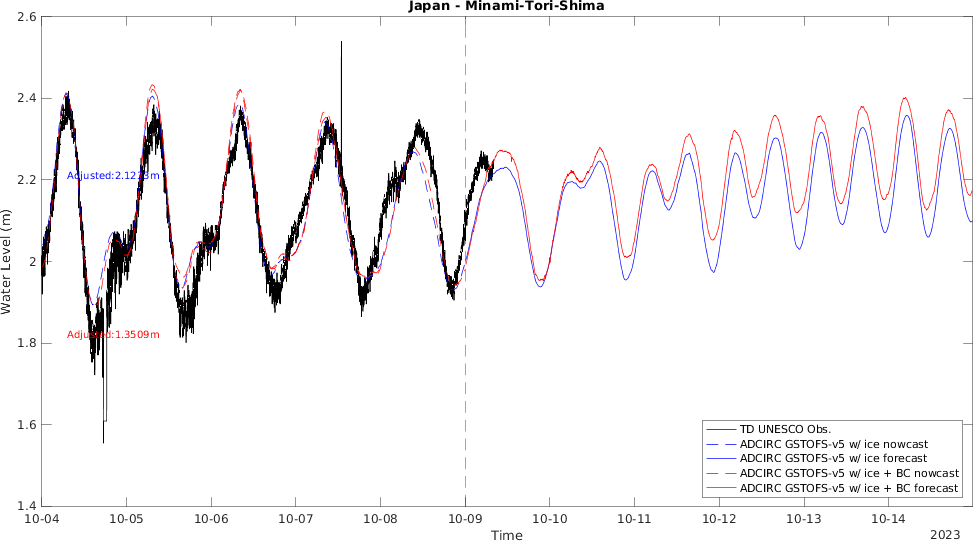 Japan - Minami-Tori-Shima
2.6
2.4
2.2
2
1.8
1.6
1.4
Water Level (m)
Adjusted:1.3509m
TD UNESCO Obs.
ADCIRC GSTOFS-v5 w/ ice nowcast
ADCIRC GSTOFS-v5 w/ ice forecast
ADCIRC GSTOFS-v5 w/ ice + BC nowcast
ADCIRC GSTOFS-v5 w/ ice + BC forecast
10-04 10-05 10-06 10-07 10-08 10-09 10-10 10-11 10-12 10-13 10-14
Time
2023